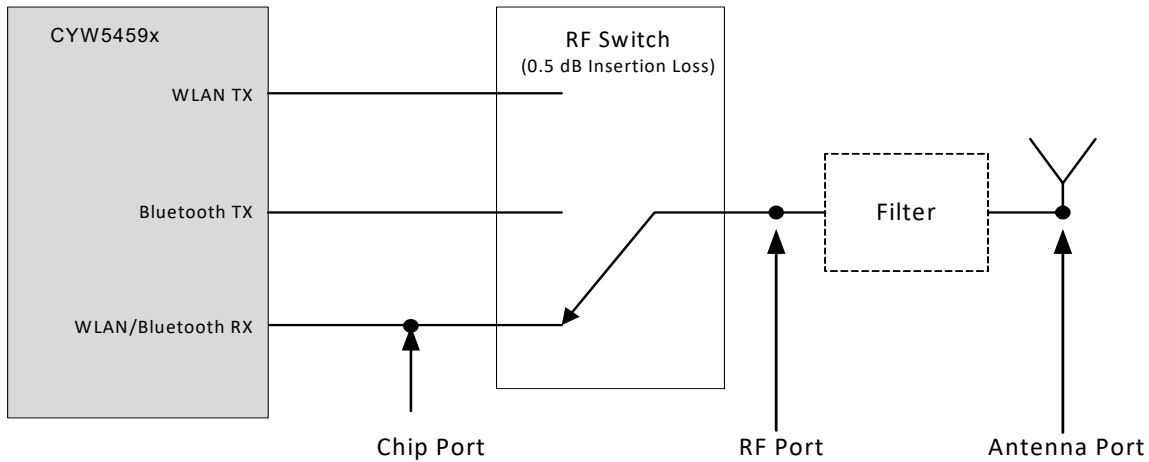 CYW5459x
RF Switch
(0.5 dB Insertion Loss)
WLAN TX
Bluetooth TX
Filter
WLAN/Bluetooth RX
Chip Port
RF Port
Antenna Port